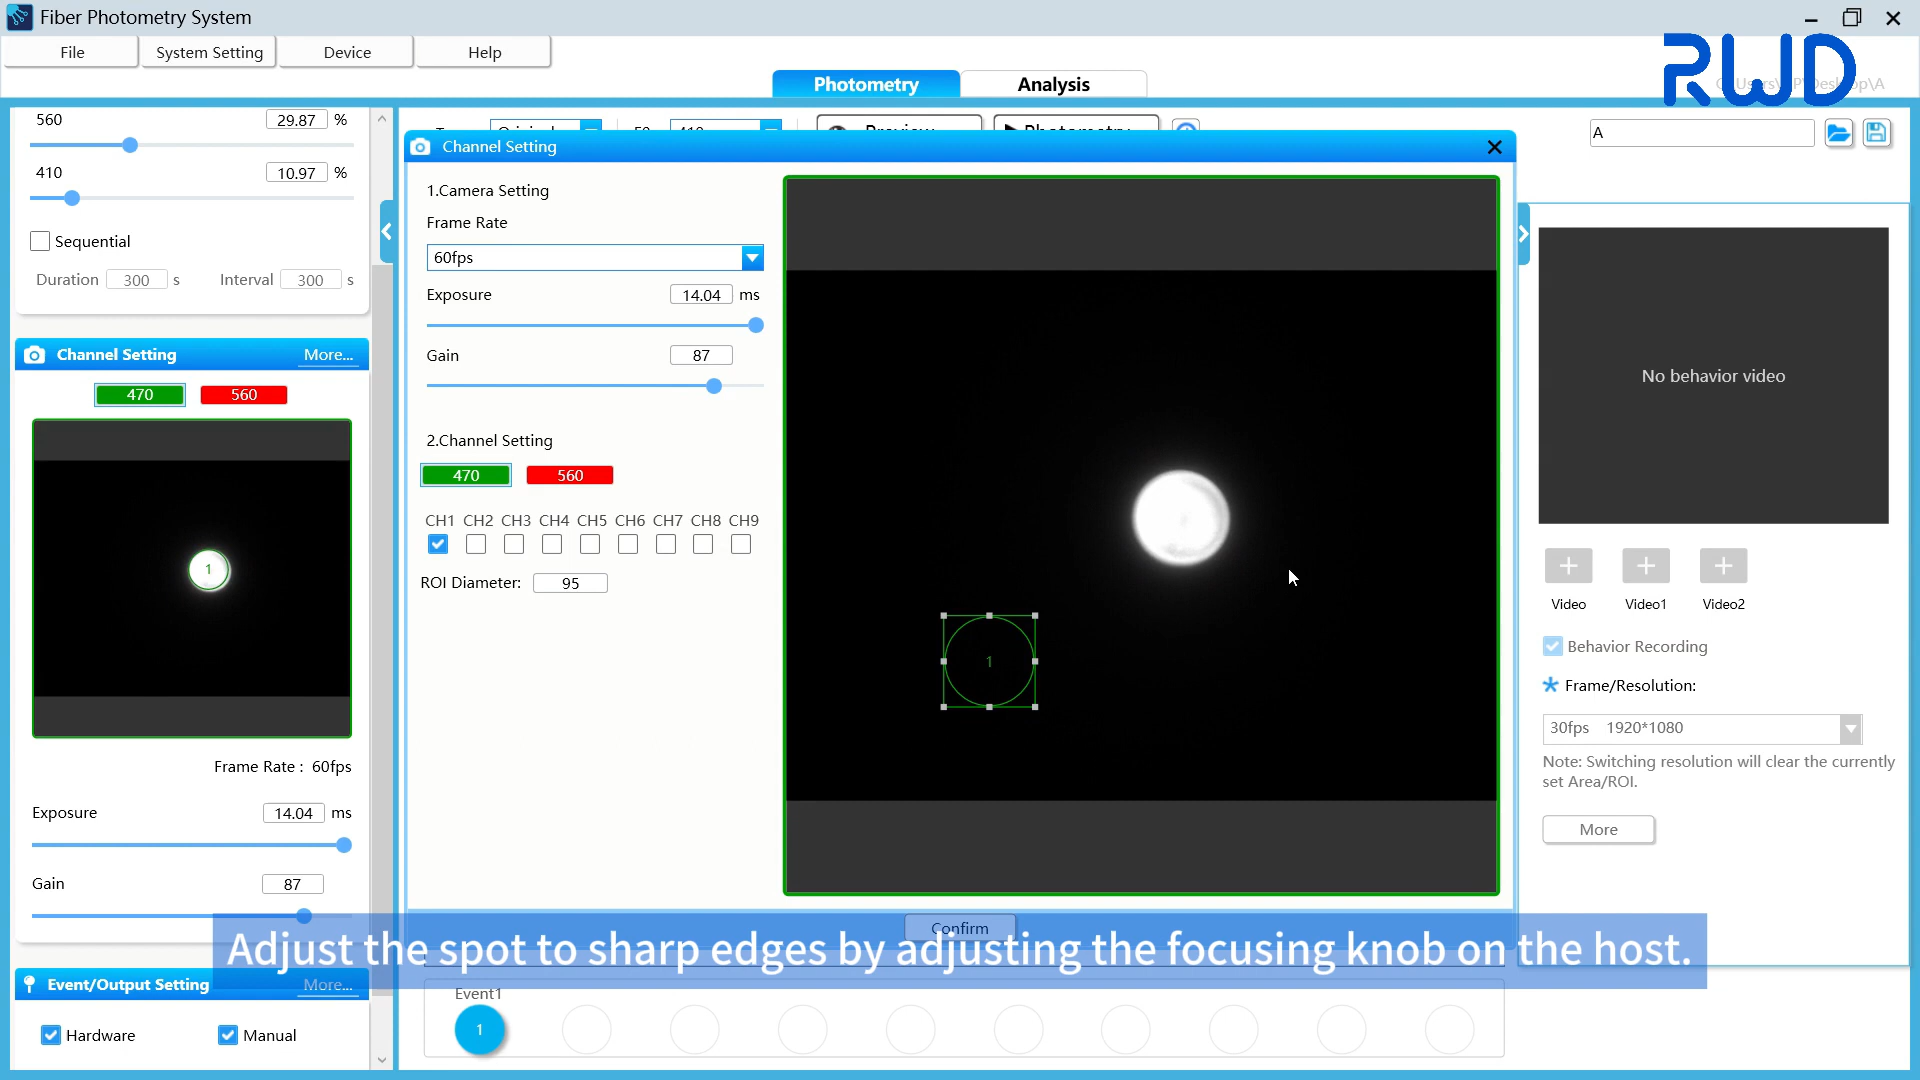 Fiber Photometry System
File
System Setting
Device
Help
RWD
Photometry
Analysis
560
29.87 %
410
10.97 %
Sequential
Duration 300 s
Interval 300 s
A
Channel Setting
1.Camera Setting
Frame Rate
60fps
Exposure
14.04 ms
Gain
87
2.Channel Setting
470
560
CH1 CH2 CH3 CH4 CH5 CH6 CH7 CH8 CH9
ROI Diameter: 95
1
Confirm
Channel Setting
More...
470
560
1
Frame Rate : 60fps
Exposure
14.04 ms
Gain
87
No behavior video
Video
Video1
Video2
Behavior Recording
Frame/Resolution:
30fps 1920*1080
Note: Switching resolution will clear the currently
set Area/ROI.
More
Adjust the spot to sharp edges by adjusting the focusing knob on the host.
Event/Output Setting
More...
Hardware
Manual
Event1
1